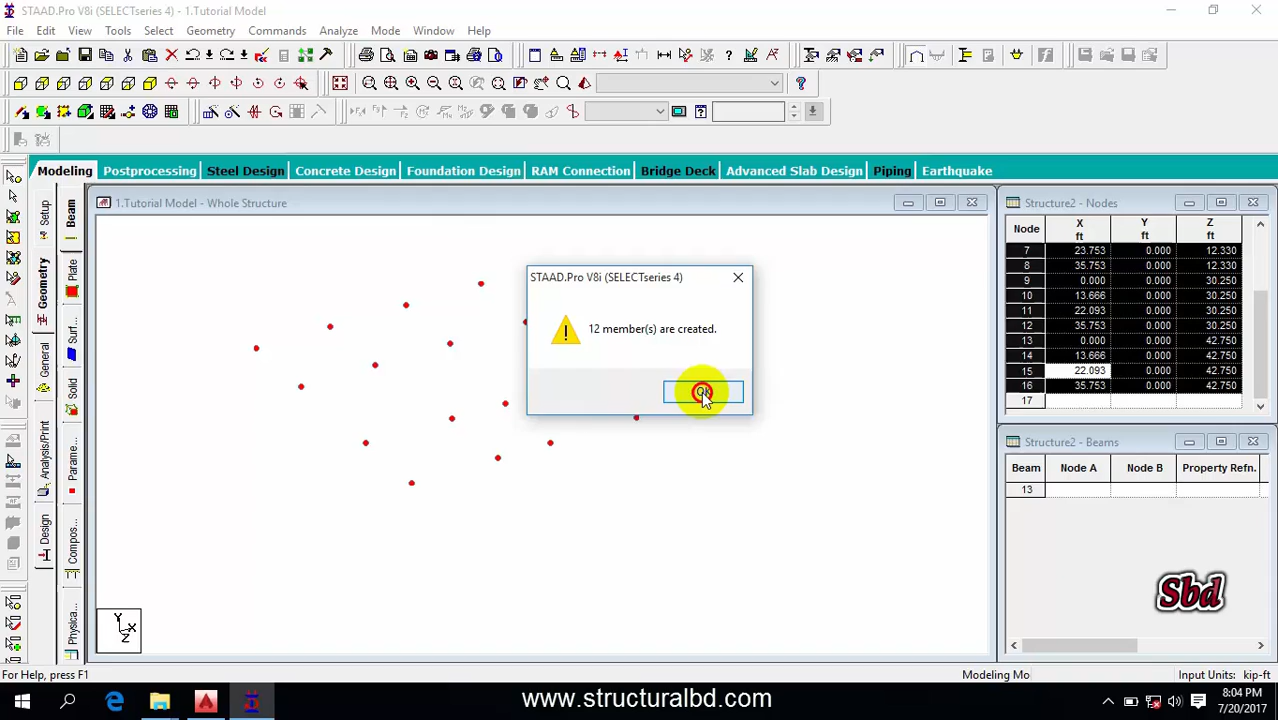 STAAD.Pro V8i (SELECTseries 4) - 1.Tutorial Model
File Edit View Tools Select Geometry Commands Analyze Mode Window Help
Modeling Postprocessing Steel Design Concrete Design Foundation Design RAM Connection Bridge Deck Advanced Slab Design Piping Earthquake
Setup
Geometry
General
Analysis/Print
Design
Beam
Plate
Surf...
Solid
Parame...
Compos...
Physica...
1.Tutorial Model - Whole Structure
STAAD.Pro V8i (SELECTseries 4)
12 member(s) are created.
OK
Y
X
Z
Structure2 - Nodes
Node X ft Y ft Z ft
7 23.753 0.000 12.330
8 35.753 0.000 12.330
9 0.000 0.000 30.250
10 13.666 0.000 30.250
11 22.093 0.000 30.250
12 35.753 0.000 30.250
13 0.000 0.000 42.750
14 13.666 0.000 42.750
15 22.093 0.000 42.750
16 35.753 0.000 42.750
17
Structure2 - Beams
Beam Node A Node B Property Refn.
13
Sbd
For Help, press F1
Modeling Mo
Input Units: kip-ft
www.structuralbd.com
8:04 PM
7/20/2017